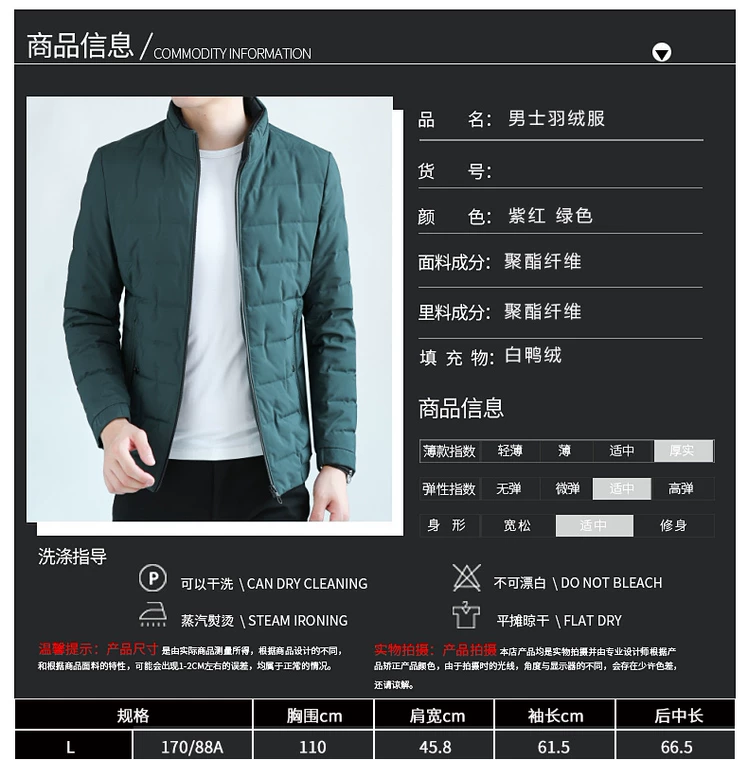 商品信息/COMMODITY INFORMATION
品 名： 男士羽绒服
货 号：
颜 色： 紫红 绿色
面料成分： 聚酯纤维
里料成分： 聚酯纤维
填 充 物： 白鸭绒
商品信息
薄款指数 轻薄 薄 适中 厚实
弹性指数 无弹 微弹 适中 高弹
身 形 宽松 适中 修身
洗涤指导
P 可以干洗 \ CAN DRY CLEANING
不可漂白 \ DO NOT BLEACH
蒸汽熨烫 \ STEAM IRONING
平摊晾干 \ FLAT DRY
温馨提示：产品尺寸 是由实际商品测量所得，根据商品设计的不同，
和根据商品面料的特性，可能会出现1-2CM左右的误差，均属于正常的情况。
实物拍摄：产品拍摄 本店产品均是实物拍摄并由专业设计师根据产
品矫正产品颜色，由于拍摄时的光线，角度与显示器的不同，会存在少许色差，
还请谅解。
规格 胸围cm 肩宽cm 袖长cm 后中长
L 170/88A 110 45.8 61.5 66.5